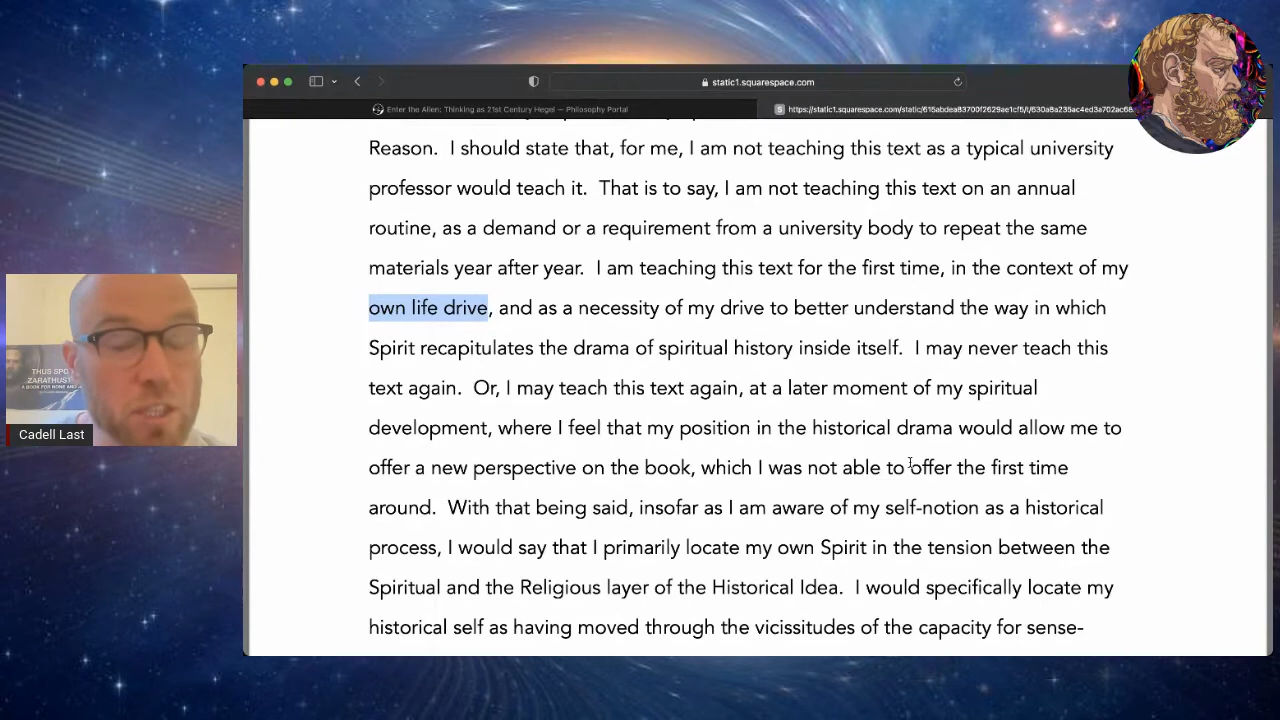 static1.squarespace.com
Enter the Alien: Thinking as 21st Century Hegel — Philosophy Portal
S
Reason. I should state that, for me, I am not teaching this text as a typical university
professor would teach it. That is to say, I am not teaching this text on an annual
routine, as a demand or a requirement from a university body to repeat the same
materials year after year. I am teaching this text for the first time, in the context of my
own life drive, and as a necessity of my drive to better understand the way in which
Spirit recapitulates the drama of spiritual history inside itself. I may never teach this
text again. Or, I may teach this text again, at a later moment of my spiritual
development, where I feel that my position in the historical drama would allow me to
offer a new perspective on the book, which I was not able to offer the first time
around. With that being said, insofar as I am aware of my self-notion as a historical
process, I would say that I primarily locate my own Spirit in the tension between the
Spiritual and the Religious layer of the Historical Idea. I would specifically locate my
historical self as having moved through the vicissitudes of the capacity for sense-
THUS SPO
ZARATHUST
A BOOK FOR NONE AN
Cadell Last